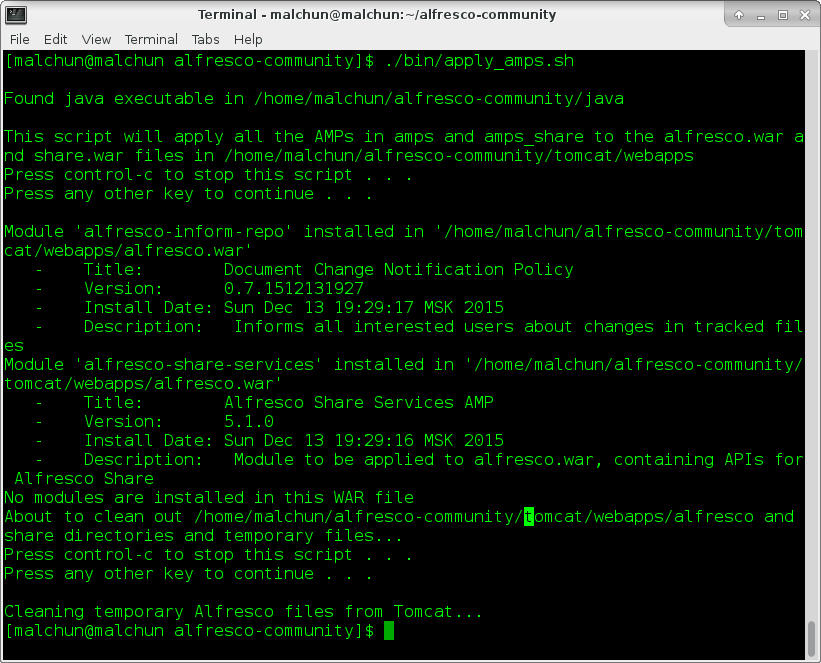 Terminal - malchun@malchun:~/alfresco-community
File Edit View Terminal Tabs Help
[malchun@malchun alfresco-community]$ ./bin/apply_amps.sh
Found java executable in /home/malchun/alfresco-community/java
This script will apply all the AMPs in amps and amps_share to the alfresco.war a
nd share.war files in /home/malchun/alfresco-community/tomcat/webapps
Press control-c to stop this script . . .
Press any other key to continue . . .
Module 'alfresco-inform-repo' installed in '/home/malchun/alfresco-community/tom
cat/webapps/alfresco.war'
   -    Title:        Document Change Notification Policy
   -    Version:      0.7.1512131927
   -    Install Date: Sun Dec 13 19:29:17 MSK 2015
   -    Description:   Informs all interested users about changes in tracked fil
es
Module 'alfresco-share-services' installed in '/home/malchun/alfresco-community/
tomcat/webapps/alfresco.war'
   -    Title:        Alfresco Share Services AMP
   -    Version:      5.1.0
   -    Install Date: Sun Dec 13 19:29:16 MSK 2015
   -    Description:   Module to be applied to alfresco.war, containing APIs for
 Alfresco Share
No modules are installed in this WAR file
About to clean out /home/malchun/alfresco-community/tomcat/webapps/alfresco and
share directories and temporary files...
Press control-c to stop this script . . .
Press any other key to continue . . .
Cleaning temporary Alfresco files from Tomcat...
[malchun@malchun alfresco-community]$